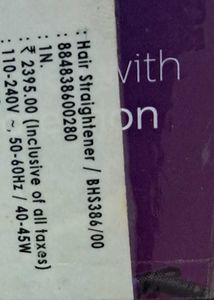 : Hair Straightener / BHS386/00
: 884838600280
: 1N.
: ₹ 2395.00 (Inclusive of all taxes)
: 110-240V ~, 50-60Hz / 40-45W
with
on